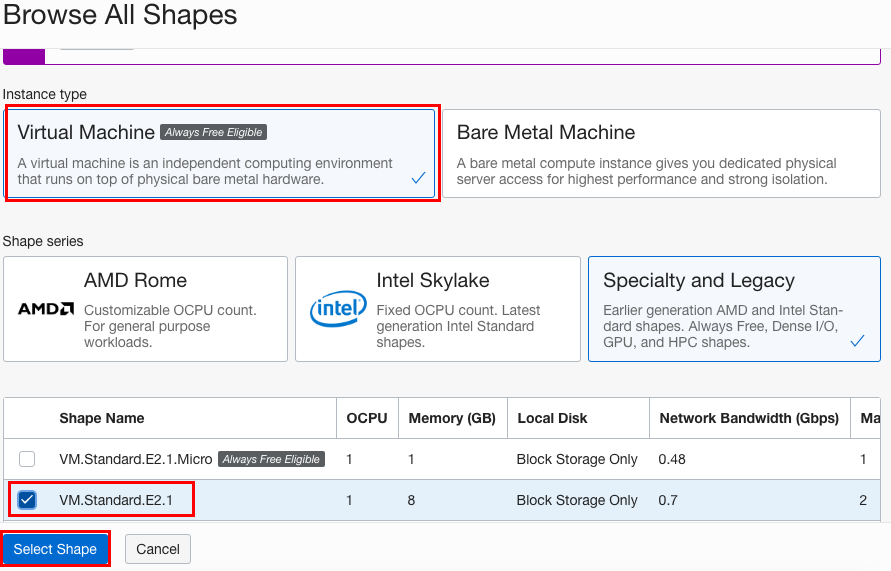 Browse All Shapes
Instance type
Virtual Machine Always Free Eligible
A virtual machine is an independent computing environment
that runs on top of physical bare metal hardware.
Bare Metal Machine
A bare metal compute instance gives you dedicated physical
server access for highest performance and strong isolation.
Shape series
AMD
AMD Rome
Customizable OCPU count.
For general purpose
workloads.
intel
Intel Skylake
Fixed OCPU count. Latest
generation Intel Standard
shapes.
Specialty and Legacy
Earlier generation AMD and Intel Stan-
dard shapes. Always Free, Dense I/O,
GPU, and HPC shapes.
Shape Name OCPU Memory (GB) Local Disk Network Bandwidth (Gbps) Ma
VM.Standard.E2.1.Micro Always Free Eligible 1 1 Block Storage Only 0.48 1
VM.Standard.E2.1 1 8 Block Storage Only 0.7 2
Select Shape Cancel